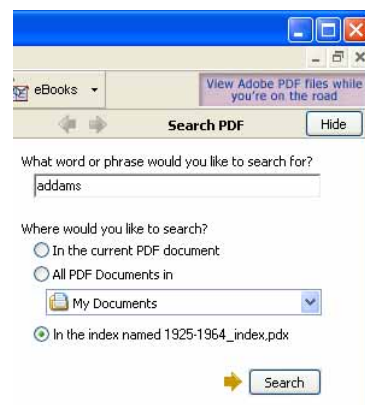 eBooks
View Adobe PDF files while
you're on the road
Search PDF
Hide
What word or phrase would you like to search for?
addams
Where would you like to search?
In the current PDF document
All PDF Documents in
My Documents
In the index named 1925-1964_index,pdx
Search